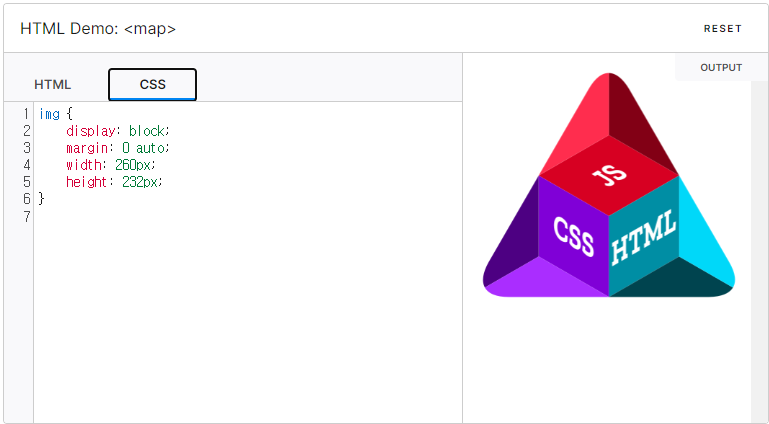 HTML Demo: <map>
RESET
HTML
CSS
OUTPUT
1 img {
2     display: block;
3     margin: 0 auto;
4     width: 260px;
5     height: 232px;
6 }
7
JS
CSS
HTML